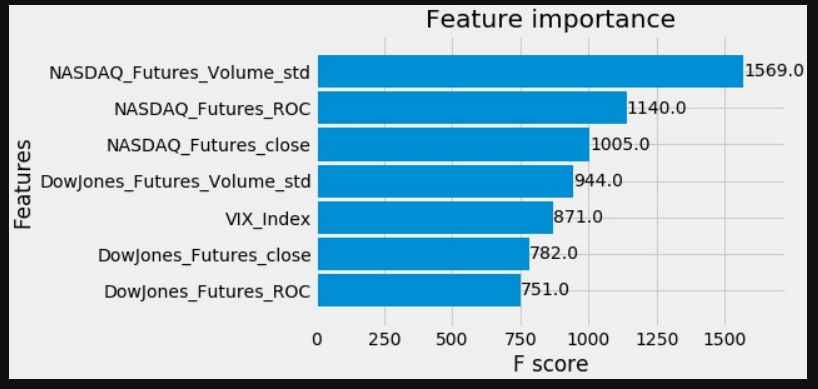 Feature importance
Features
NASDAQ_Futures_Volume_std 1569.0
NASDAQ_Futures_ROC 1140.0
NASDAQ_Futures_close 1005.0
DowJones_Futures_Volume_std 944.0
VIX_Index 871.0
DowJones_Futures_close 782.0
DowJones_Futures_ROC 751.0
0 250 500 750 1000 1250 1500
F score